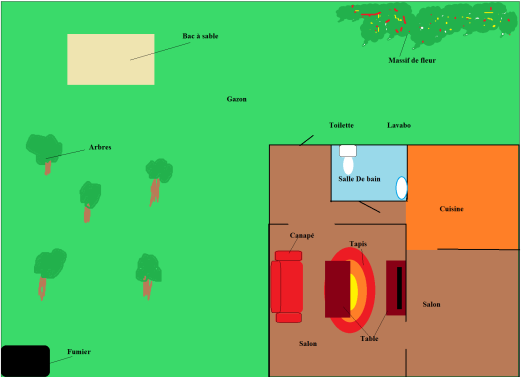 Bac à sable
Massif de fleur
Gazon
Toilette
Lavabo
Arbres
Salle De bain
Cuisine
Canapé
Tapis
Salon
Salon
Table
Fumier